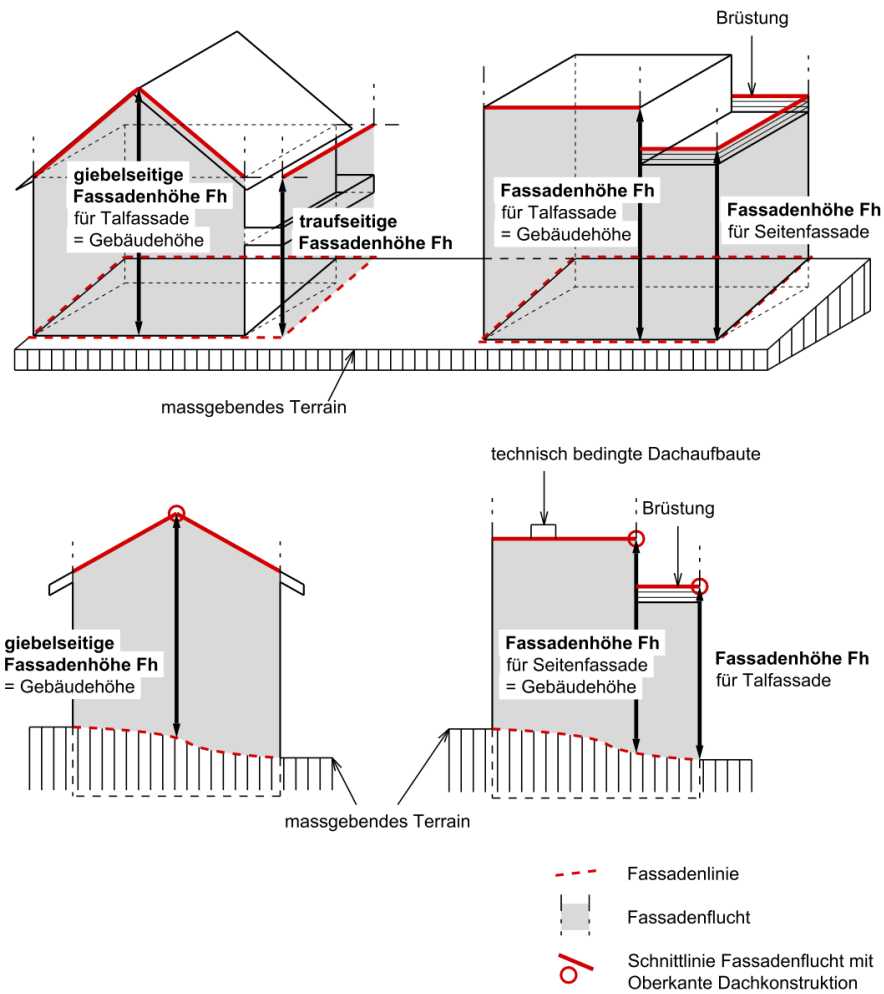 Brüstung
giebelseitige
Fassadenhöhe Fh
für Talfassade
= Gebäudehöhe
traufseitige
Fassadenhöhe Fh
Fassadenhöhe Fh
für Talfassade
= Gebäudehöhe
Fassadenhöhe Fh
für Seitenfassade
massgebendes Terrain
technisch bedingte Dachaufbaute
Brüstung
giebelseitige
Fassadenhöhe Fh
= Gebäudehöhe
Fassadenhöhe Fh
für Seitenfassade
= Gebäudehöhe
Fassadenhöhe Fh
für Talfassade
massgebendes Terrain
Fassadenlinie
Fassadenflucht
Schnittlinie Fassadenflucht mit
Oberkante Dachkonstruktion